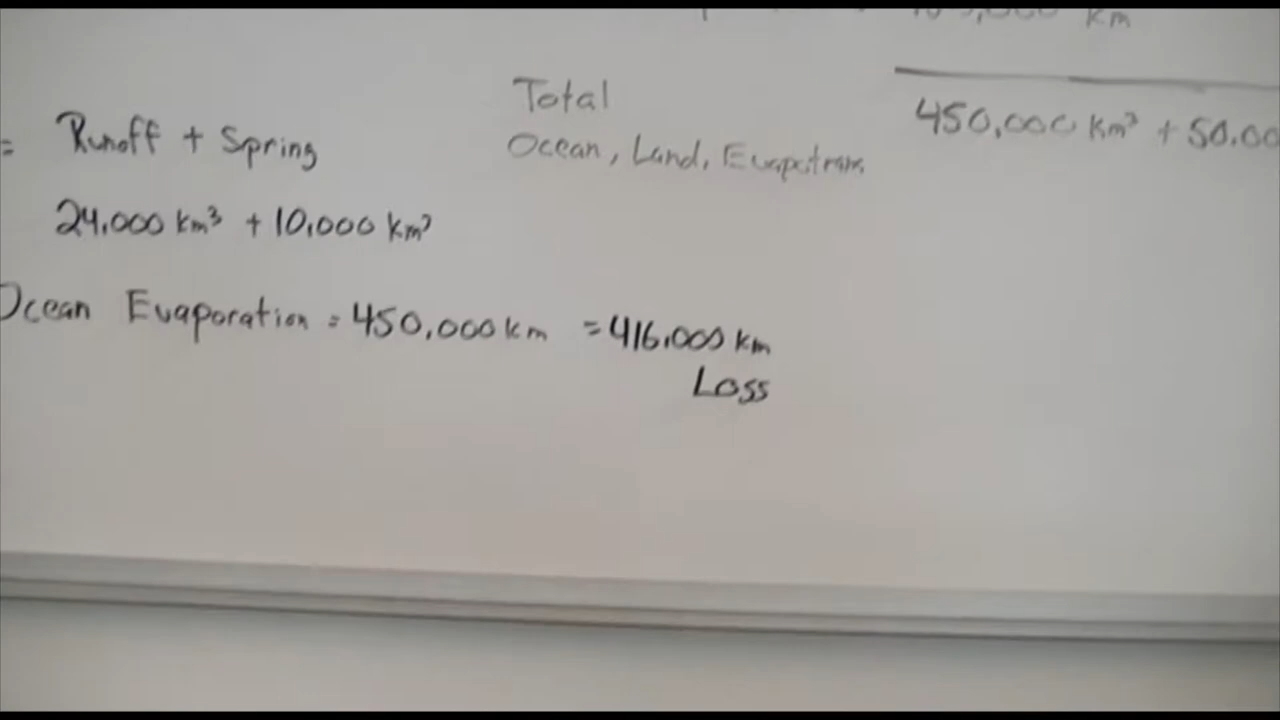 km
Total
450,000 km³ + 50.00
= Runoff + Spring
Ocean, Land, Evapotrans
24,000 km³ + 10,000 km³
Ocean Evaporation = 450,000 km = 416,000 km
Loss